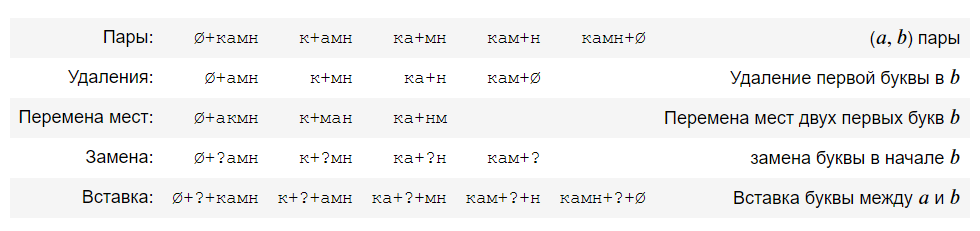 Пары: Ø+камн к+амн ка+мн кам+н камн+Ø (a, b) пары
Удаления: Ø+амн к+мн ка+н кам+Ø Удаление первой буквы в b
Перемена мест: Ø+акмн к+ман ка+нм Перемена мест двух первых букв b
Замена: Ø+?амн к+?мн ка+?н кам+? замена буквы в начале b
Вставка: Ø+?+камн к+?+амн ка+?+мн кам+?+н камн+?+Ø Вставка буквы между a и b